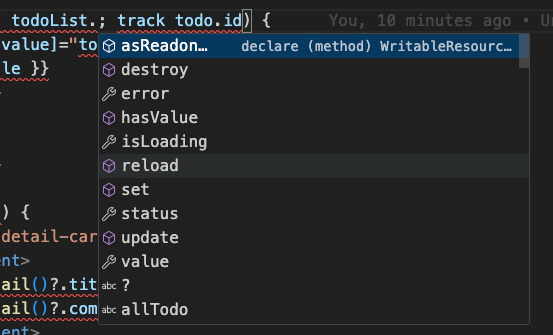 todoList.; track todo.id) { You, 10 minutes ago • Un
value]="to
asReadon… declare (method) WritableResourc…
le }}
destroy
error
hasValue
isLoading
reload
set
status
) {
update
detail-car
value
ent>
ail()?.tit
?
ail()?.com
allTodo
ent>